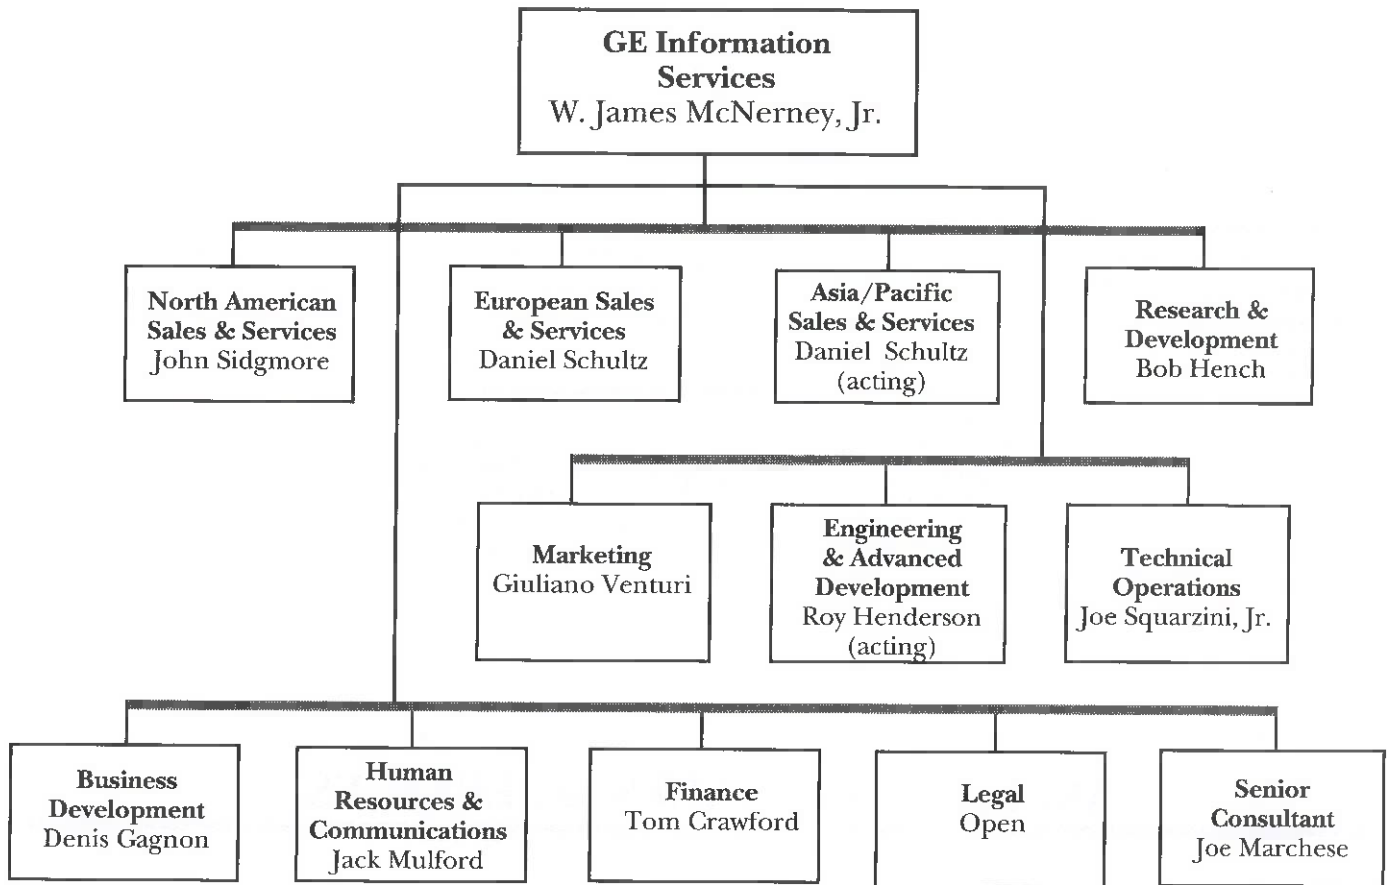 GE Information
Services
W. James McNerney, Jr.
North American
Sales & Services
John Sidgmore
European Sales
& Services
Daniel Schultz
Asia/Pacific
Sales & Services
Daniel Schultz
(acting)
Research &
Development
Bob Hench
Marketing
Giuliano Venturi
Engineering
& Advanced
Development
Roy Henderson
(acting)
Technical
Operations
Joe Squarzini, Jr.
Business
Development
Denis Gagnon
Human
Resources &
Communications
Jack Mulford
Finance
Tom Crawford
Legal
Open
Senior
Consultant
Joe Marchese